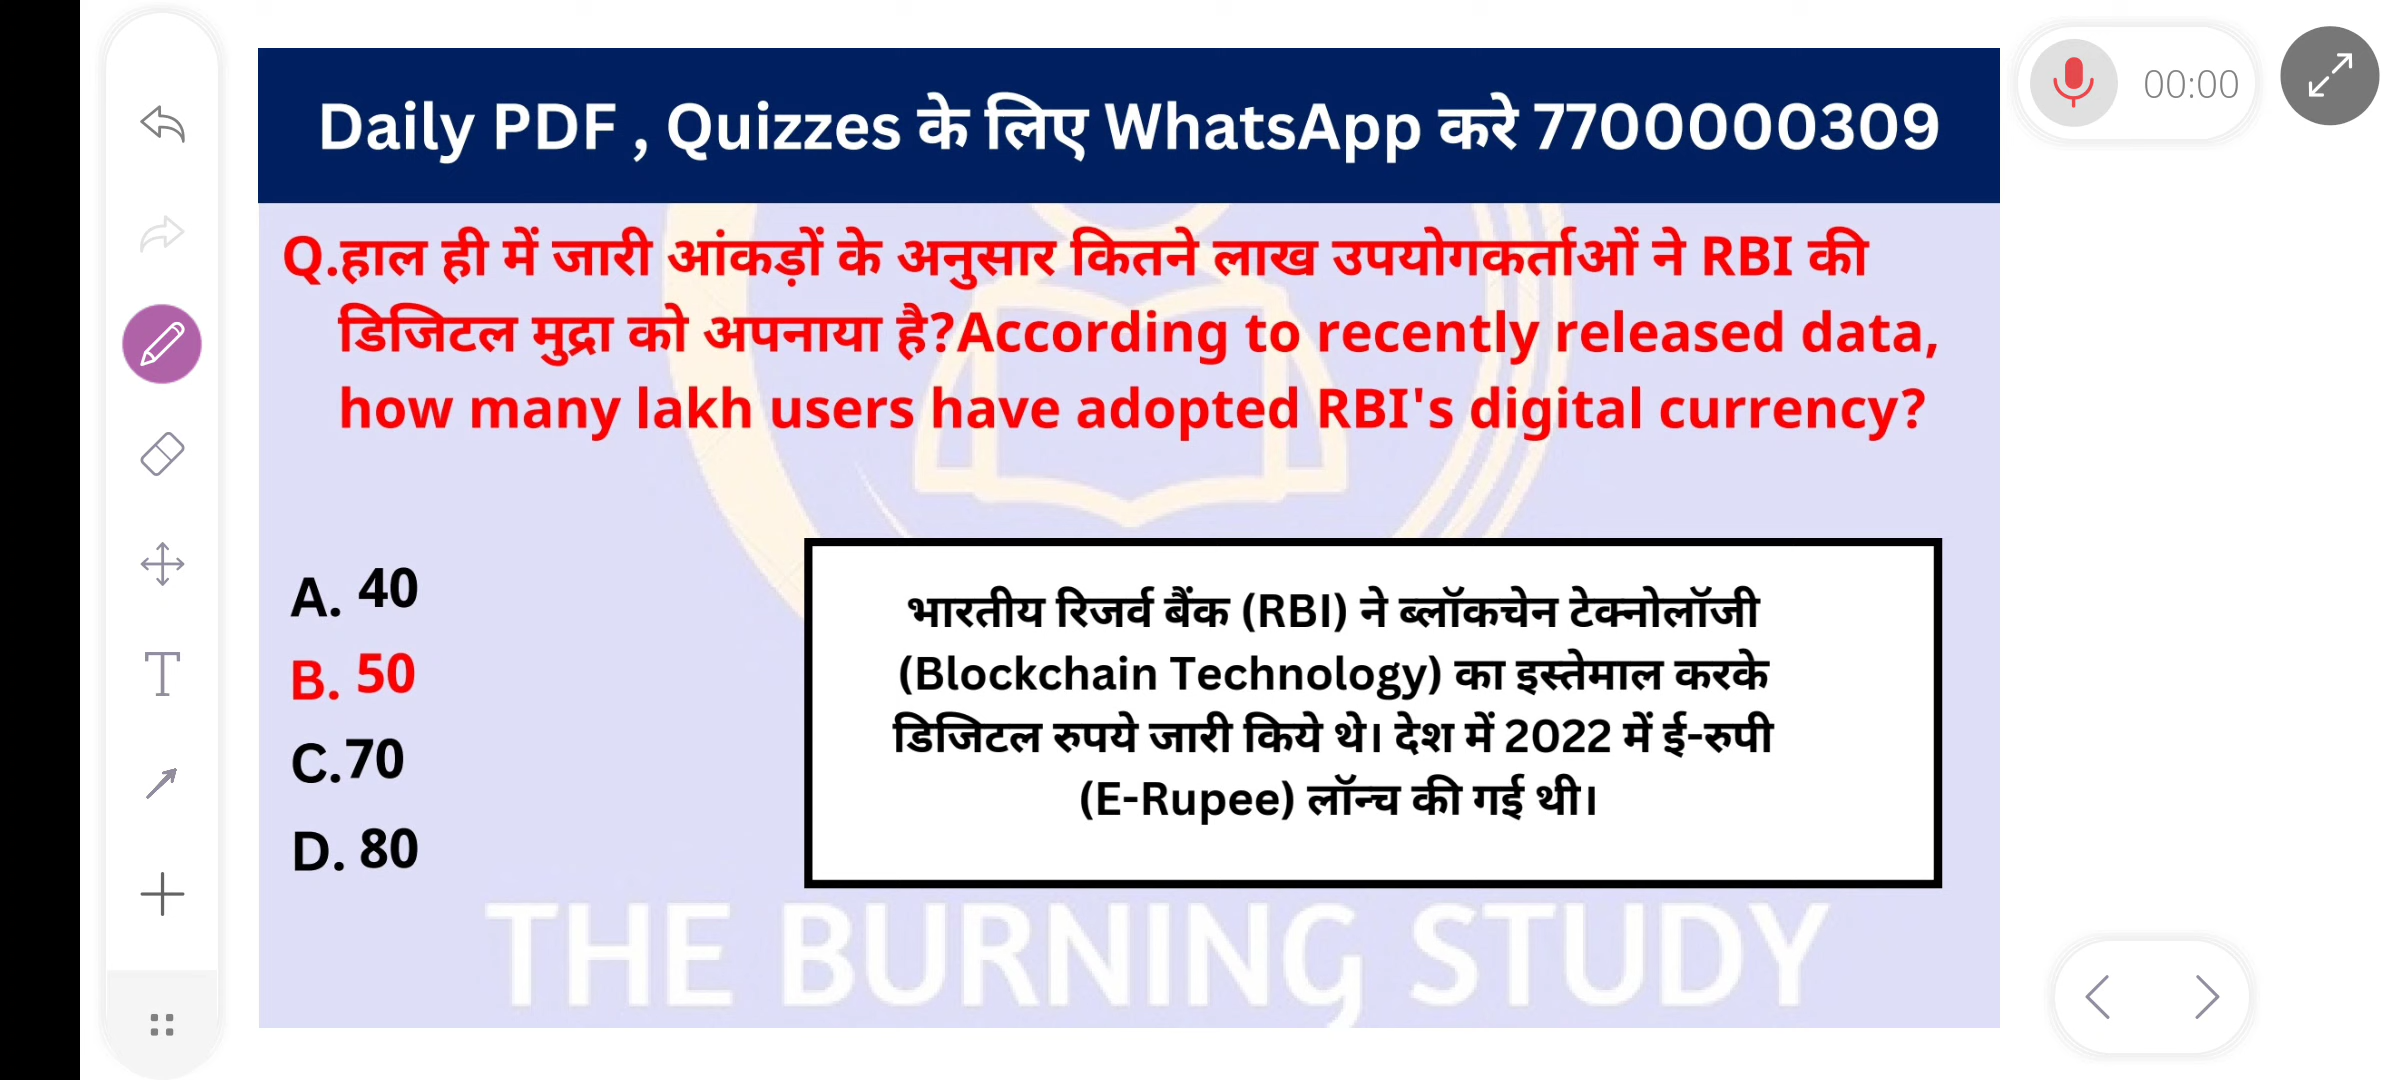 Daily PDF , Quizzes के लिए WhatsApp करे 7700000309
00:00
Q.हाल ही में जारी आंकड़ों के अनुसार कितने लाख उपयोगकर्ताओं ने RBI की
डिजिटल मुद्रा को अपनाया है?According to recently released data,
how many lakh users have adopted RBI's digital currency?
A. 40
B. 50
C.70
D. 80
भारतीय रिजर्व बैंक (RBI) ने ब्लॉकचेन टेक्नोलॉजी
(Blockchain Technology) का इस्तेमाल करके
डिजिटल रुपये जारी किये थे। देश में 2022 में ई-रुपी
(E-Rupee) लॉन्च की गई थी।
THE BURNING STUDY
T